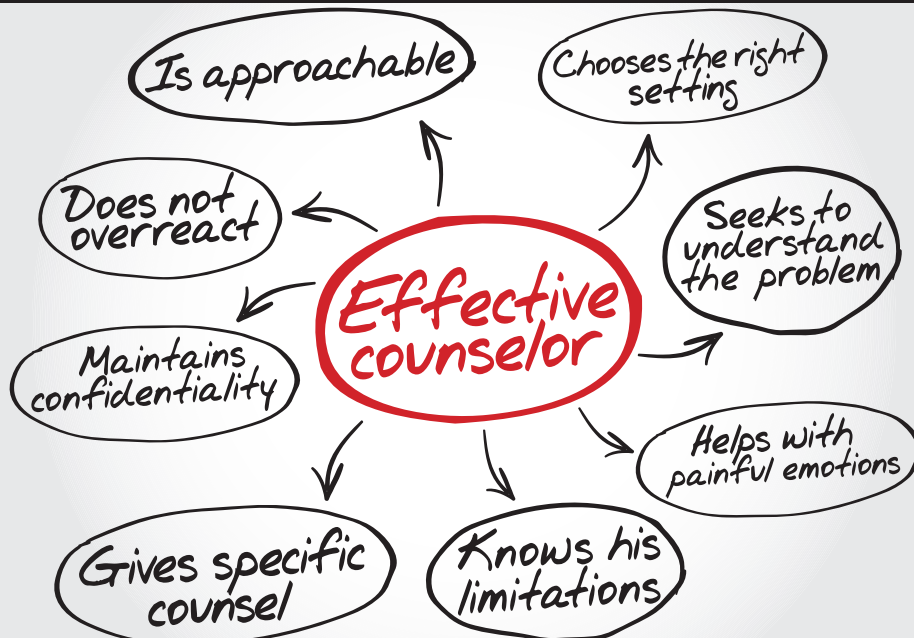 Is approachable
Chooses the right
setting
Does not
overreact
Seeks to
understand
the problem
Effective
counselor
Maintains
confidentiality
Helps with
painful emotions
Gives specific
counsel
Knows his
limitations